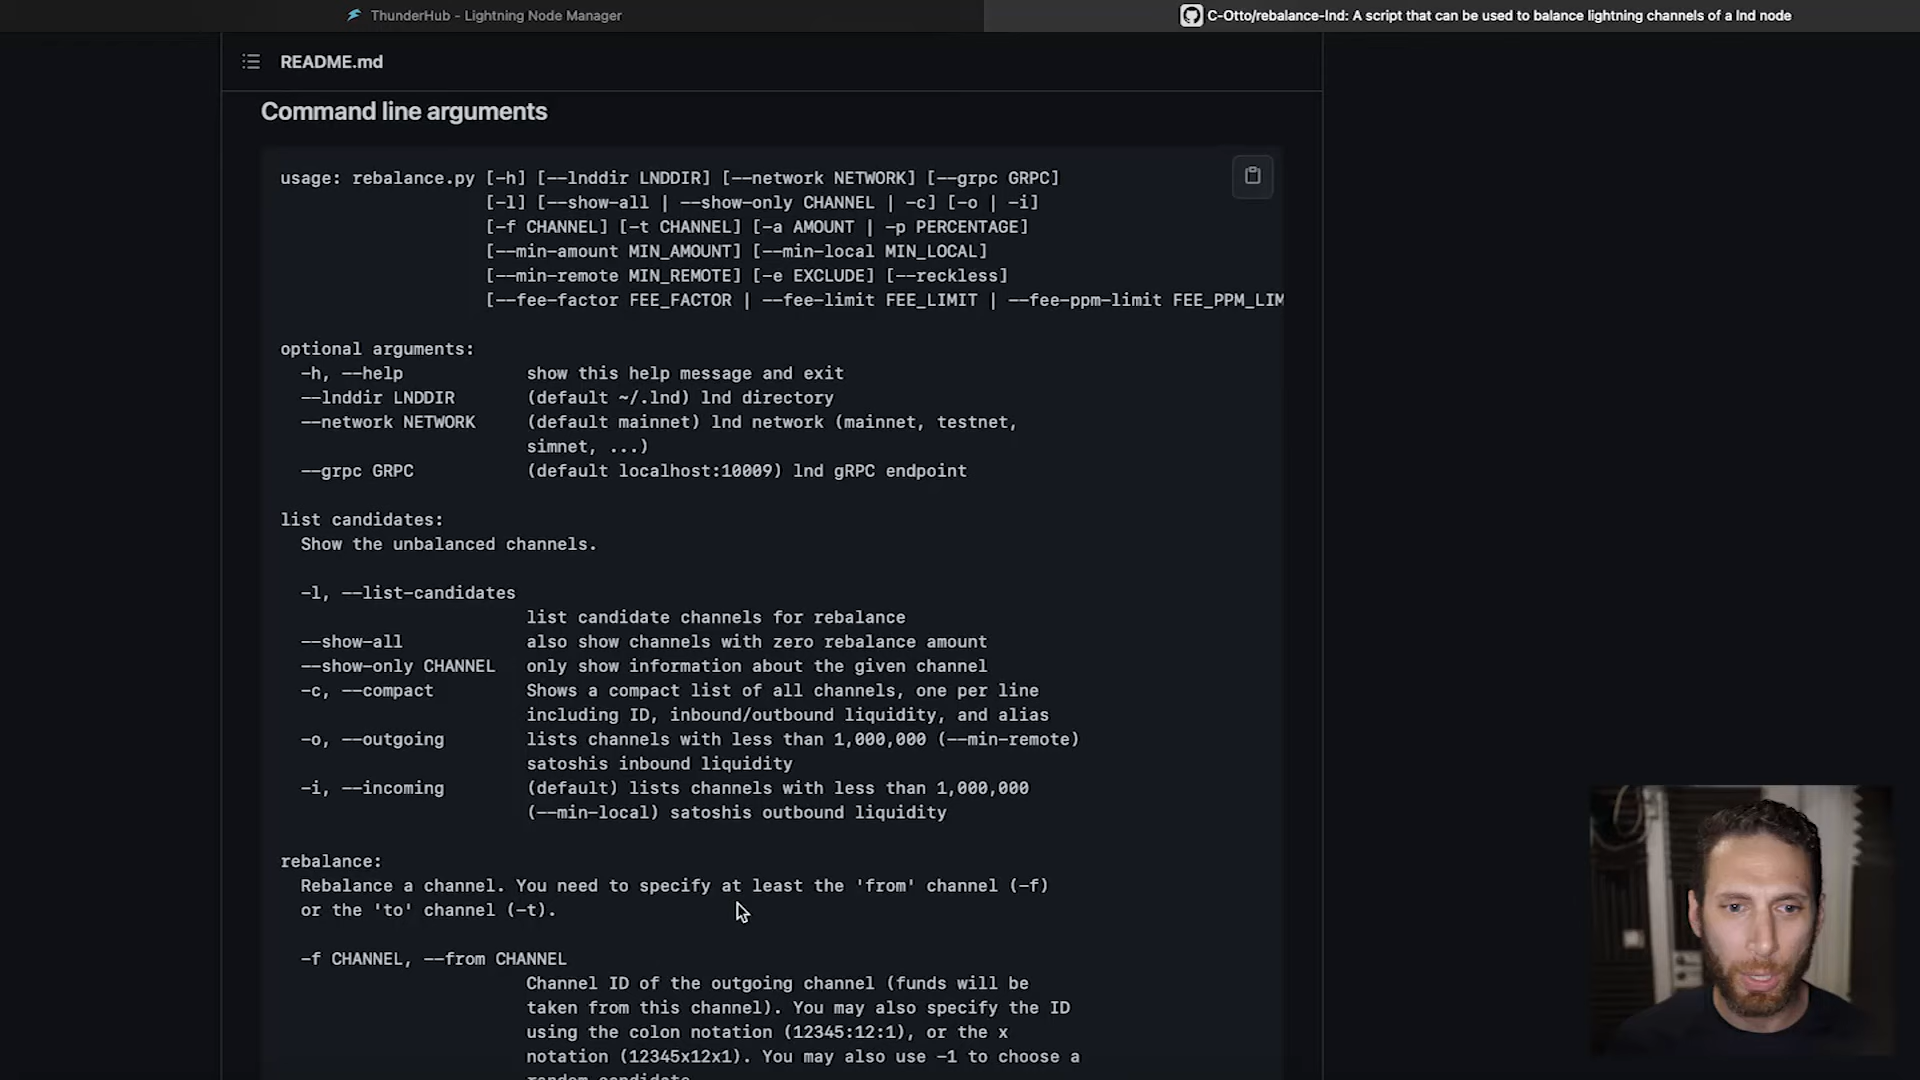 ThunderHub - Lightning Node Manager
C-Otto/rebalance-lnd: A script that can be used to balance lightning channels of a lnd node
README.md
Command line arguments
usage: rebalance.py [-h] [--lnddir LNDDIR] [--network NETWORK] [--grpc GRPC]
[-l] [--show-all | --show-only CHANNEL | -c] [-o | -i]
[-f CHANNEL] [-t CHANNEL] [-a AMOUNT | -p PERCENTAGE]
[--min-amount MIN_AMOUNT] [--min-local MIN_LOCAL]
[--min-remote MIN_REMOTE] [-e EXCLUDE] [--reckless]
[--fee-factor FEE_FACTOR | --fee-limit FEE_LIMIT | --fee-ppm-limit FEE_PPM_LIM
optional arguments:
-h, --help show this help message and exit
--lnddir LNDDIR (default ~/.lnd) lnd directory
--network NETWORK (default mainnet) lnd network (mainnet, testnet,
simnet, ...)
--grpc GRPC (default localhost:10009) lnd gRPC endpoint
list candidates:
Show the unbalanced channels.
-l, --list-candidates
list candidate channels for rebalance
--show-all also show channels with zero rebalance amount
--show-only CHANNEL only show information about the given channel
-c, --compact Shows a compact list of all channels, one per line
including ID, inbound/outbound liquidity, and alias
-o, --outgoing lists channels with less than 1,000,000 (--min-remote)
satoshis inbound liquidity
-i, --incoming (default) lists channels with less than 1,000,000
(--min-local) satoshis outbound liquidity
rebalance:
Rebalance a channel. You need to specify at least the 'from' channel (-f)
or the 'to' channel (-t).
-f CHANNEL, --from CHANNEL
Channel ID of the outgoing channel (funds will be
taken from this channel). You may also specify the ID
using the colon notation (12345:12:1), or the x
notation (12345x12x1). You may also use -1 to choose a
random candidate